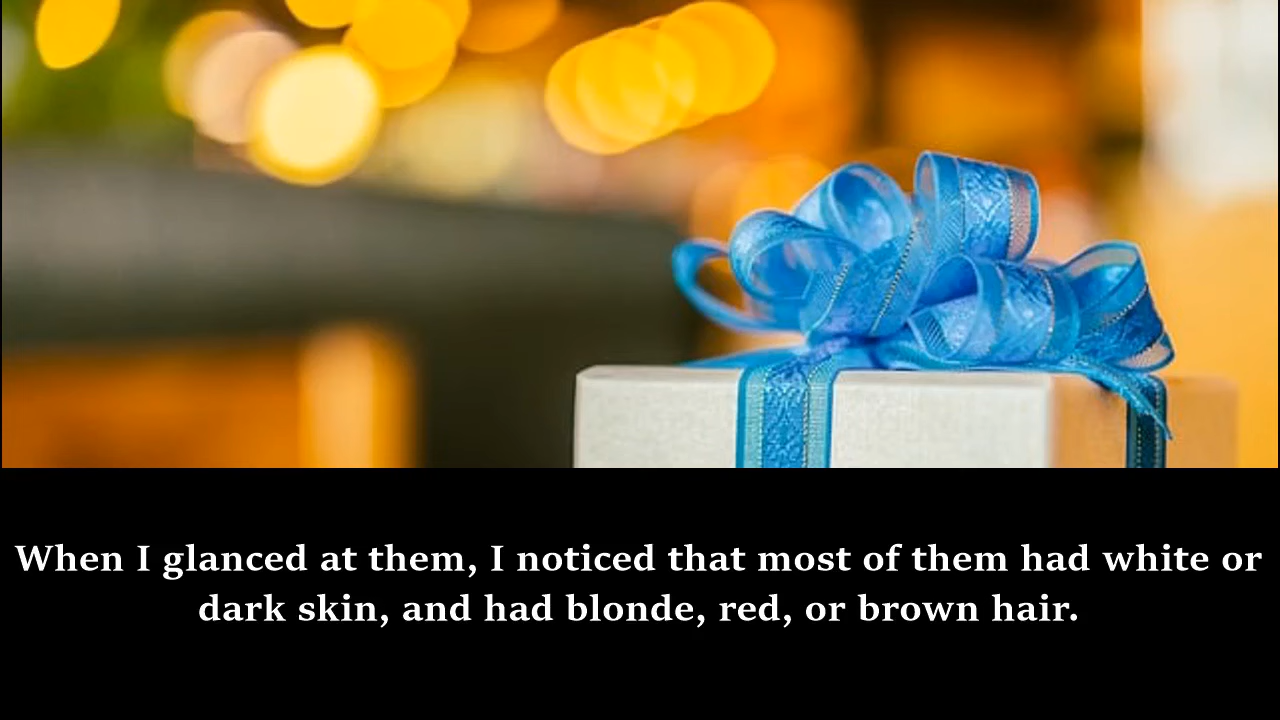 When I glanced at them, I noticed that most of them had white or
dark skin, and had blonde, red, or brown hair.